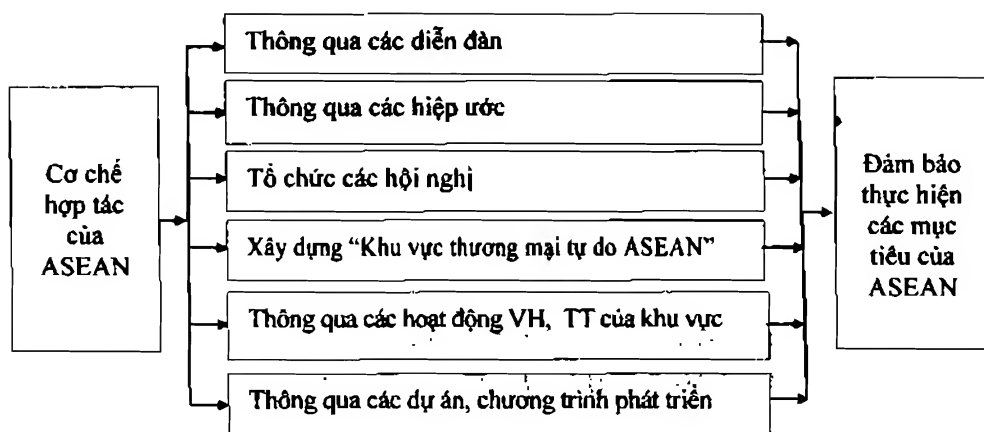 Cơ chế
hợp tác
của
ASEAN
Thông qua các diễn đàn
Thông qua các hiệp ước
Tổ chức các hội nghị
Xây dựng “Khu vực thương mại tự do ASEAN”
Thông qua các hoạt động VH, TT của khu vực
Thông qua các dự án, chương trình phát triển
Đảm bảo
thực hiện
các mục
tiêu của
ASEAN